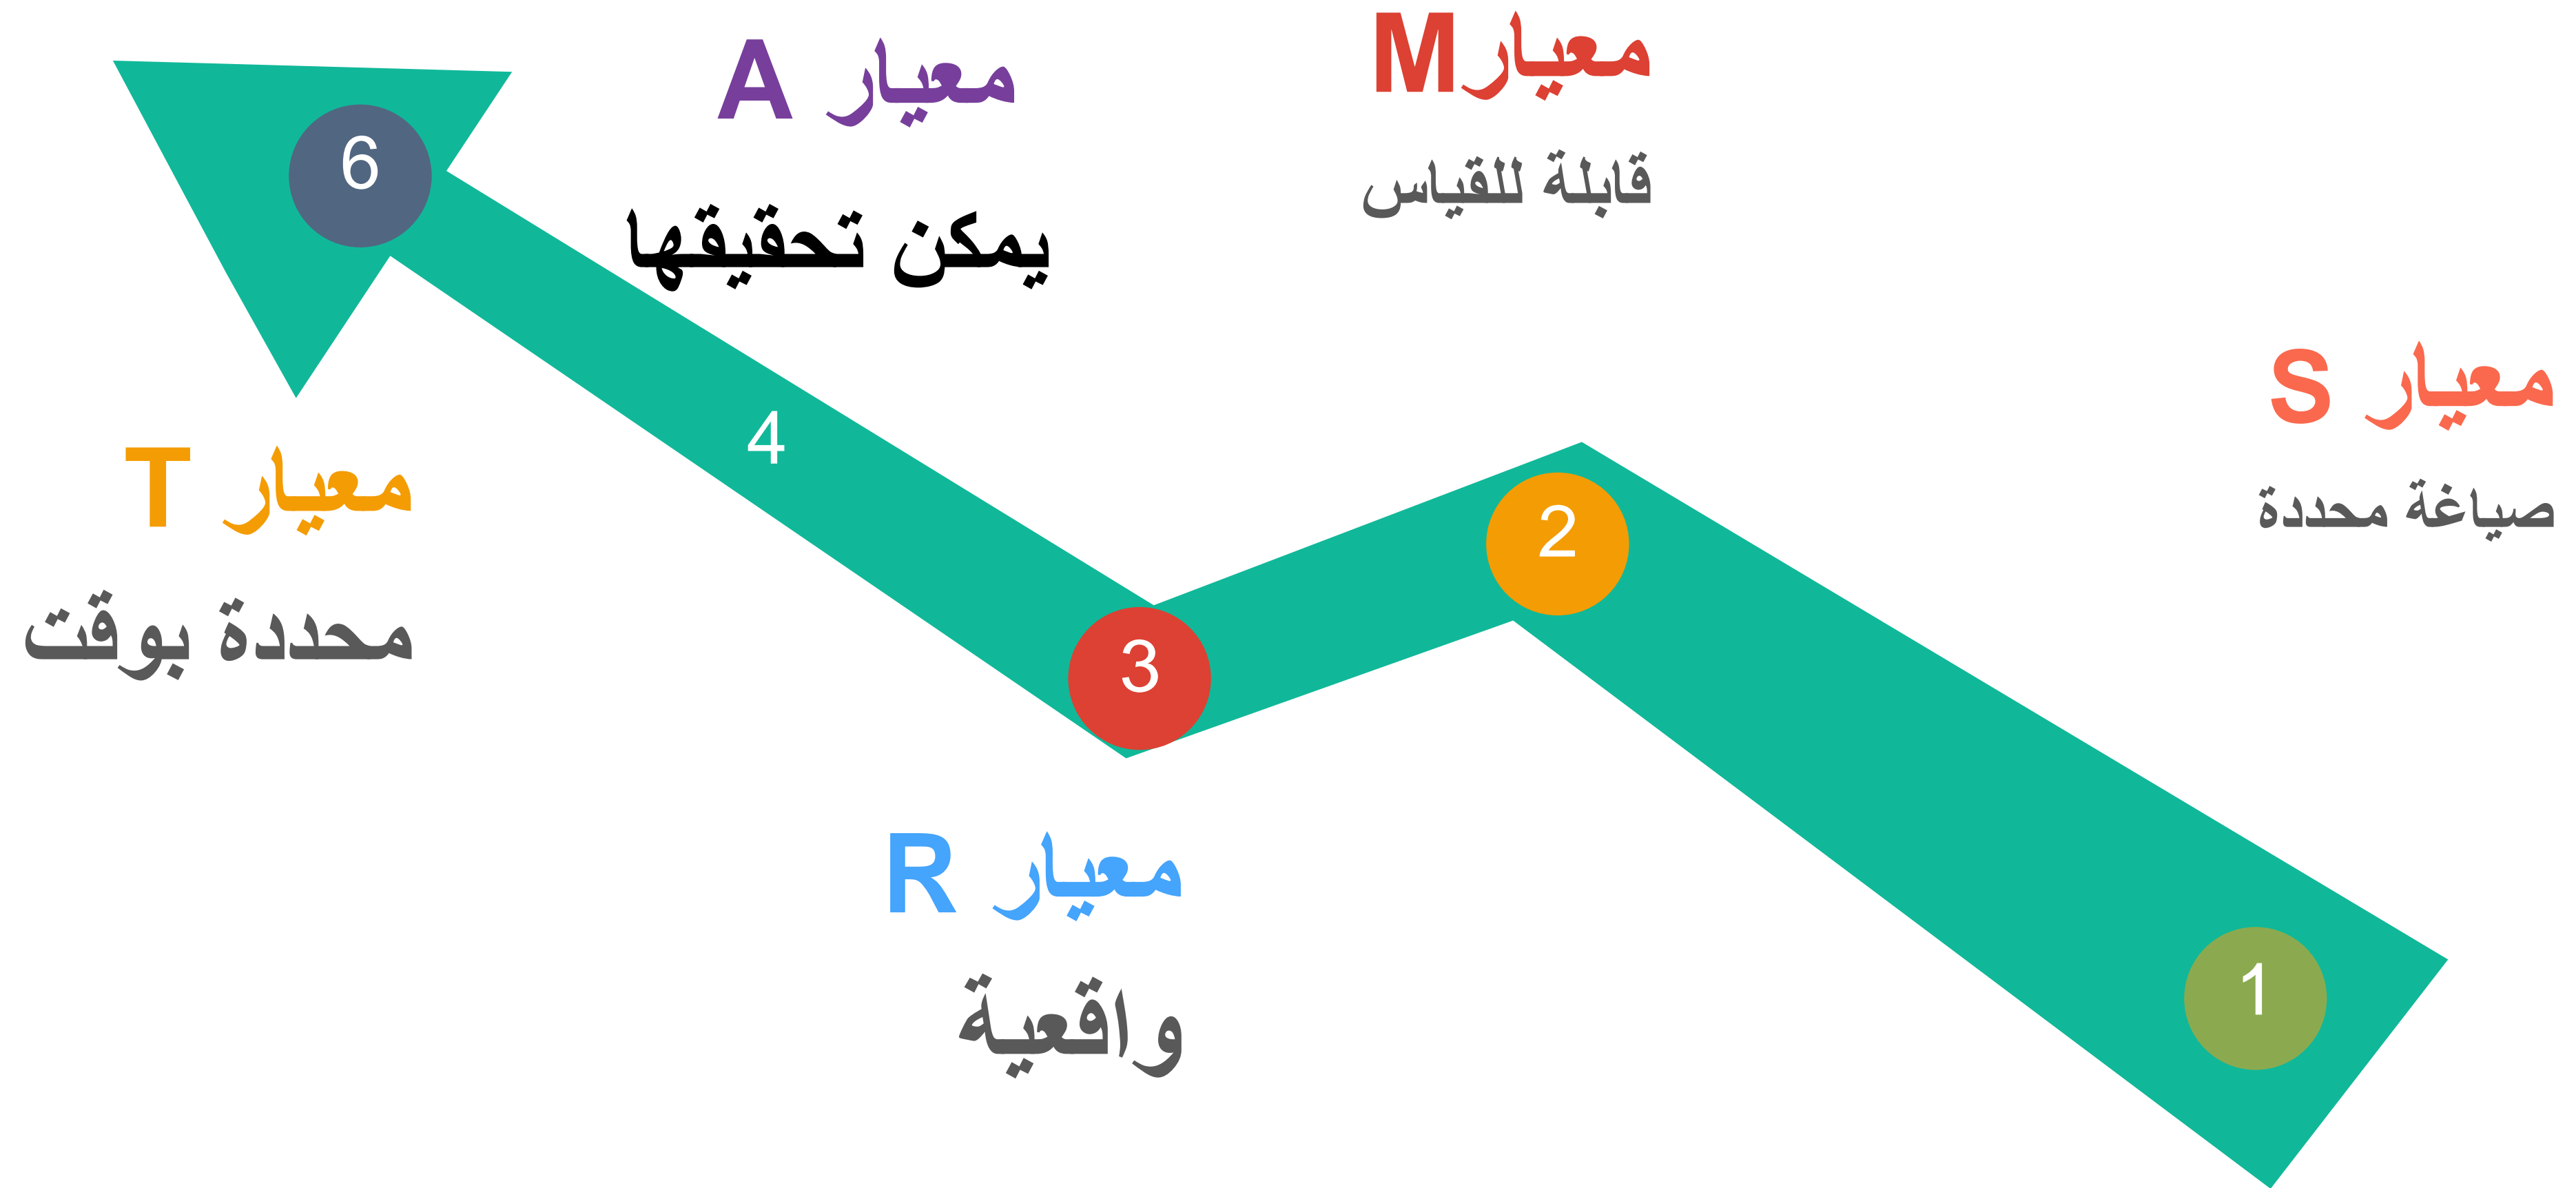 معيار S
صياغة محددة
1
معيارM
قابلة للقياس
2
معيار A
يمكن تحقيقها
3
معيار R
واقعية
4
معيار T
محددة بوقت
6